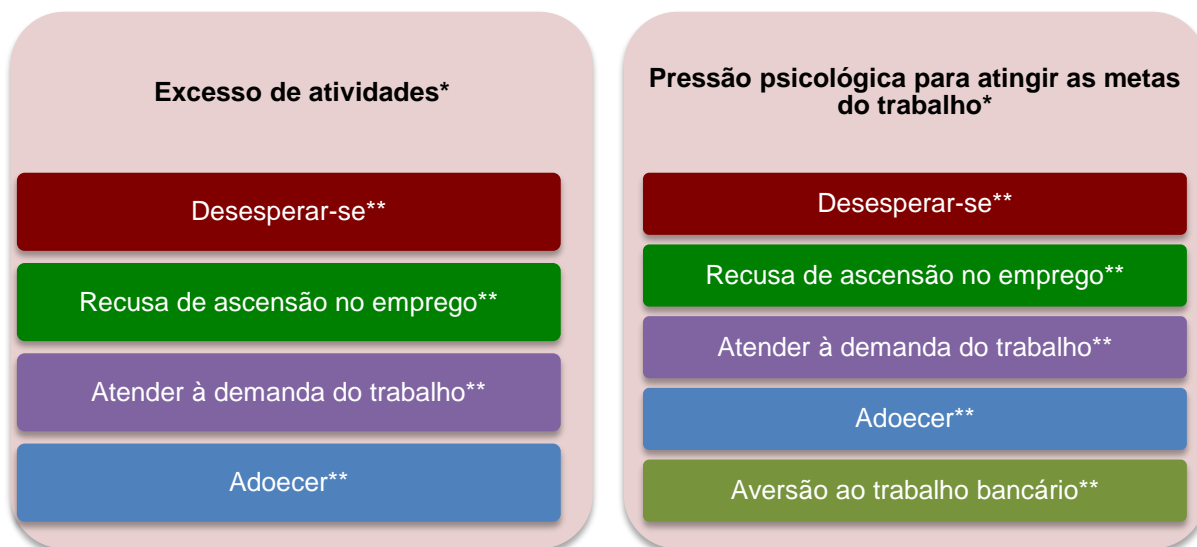 Excesso de atividades*
Desesperar-se**
Recusa de ascensão no emprego**
Atender à demanda do trabalho**
Adoecer**
Pressão psicológica para atingir as metas
do trabalho*
Desesperar-se**
Recusa de ascensão no emprego**
Atender à demanda do trabalho**
Adoecer**
Aversão ao trabalho bancário**